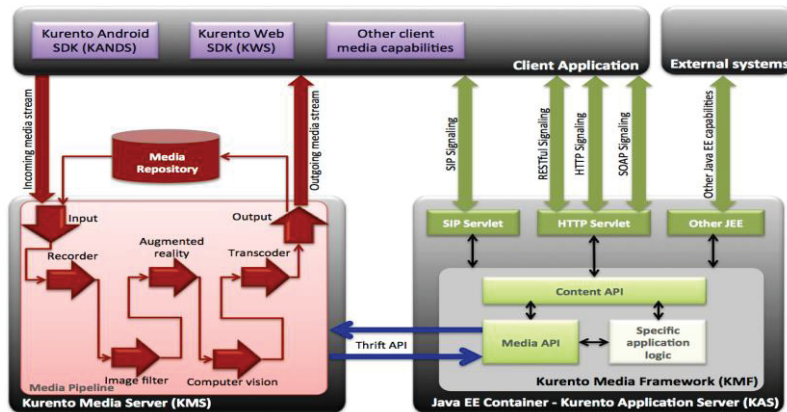 Kurento Android
SDK (KANDS)
Kurento Web
SDK (KWS)
Other client
media capabilities
Client Application
External systems
Incoming media stream
Outgoing media stream
SIP Signaling
RESTful Signaling
HTTP Signaling
SOAP Signaling
Other Java EE capabilities
Media
Repository
Input
Output
Recorder
Augmented
reality
Transcoder
Image filter
Computer vision
Media Pipeline
Kurento Media Server (KMS)
Thrift API
SIP Servlet
HTTP Servlet
Other JEE
Content API
Media API
Specific
application
logic
Kurento Media Framework (KMF)
Java EE Container - Kurento Application Server (KAS)